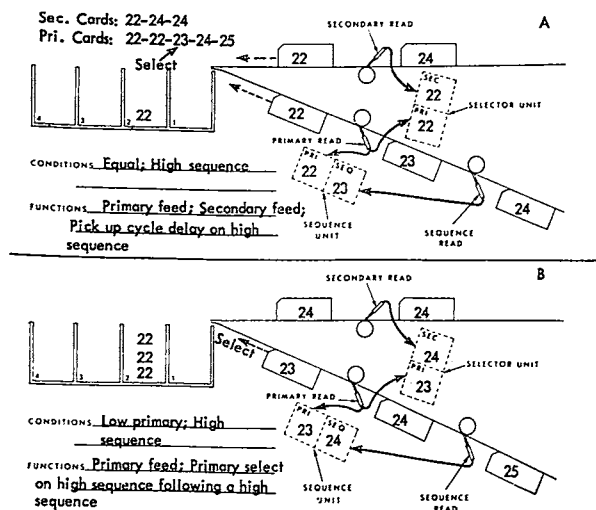 Sec. Cards: 22-24-24
Pri. Cards: 22-22-23-24-25
Select
A
SECONDARY READ
22
24
SEC
22
SELECTOR UNIT
PRI
22
22
4
3
2
22
1
PRIMARY READ
23
PRI
22
SEQ
23
24
SEQUENCE UNIT
SEQUENCE READ
CONDITIONS Equal; High sequence
FUNCTIONS Primary feed; Secondary feed;
Pick up cycle delay on high
sequence
B
SECONDARY READ
24
24
SEC
24
SELECTOR UNIT
PRI
23
22
22
22
4
3
2
1
Select
23
PRIMARY READ
24
PRI
23
SEQ
24
25
SEQUENCE UNIT
SEQUENCE READ
CONDITIONS Low primary; High
sequence
FUNCTIONS Primary feed; Primary select
on high sequence following a high
sequence